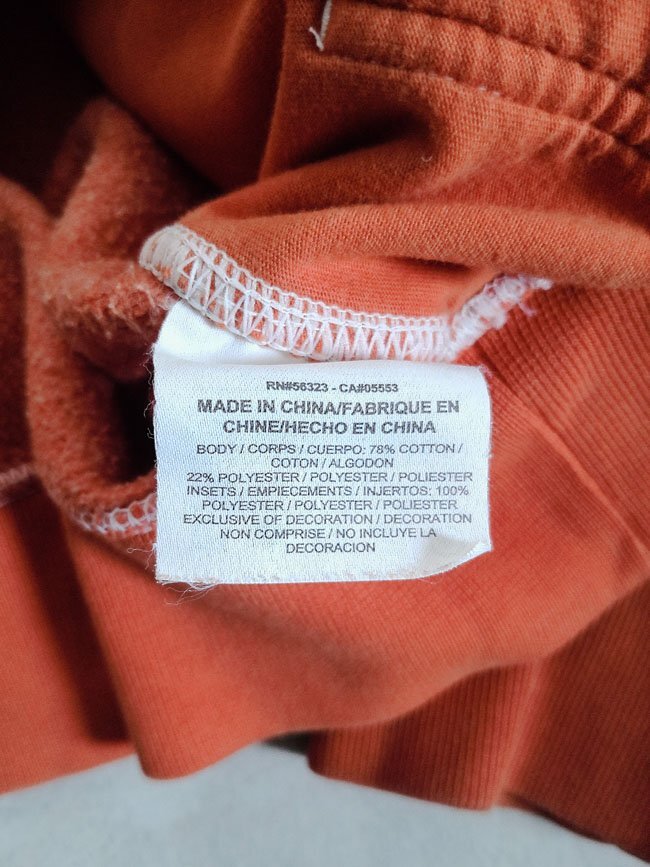 RN#56323 - CA#05553
MADE IN CHINA/FABRIQUE EN
CHINE/HECHO EN CHINA
BODY / CORPS / CUERPO: 78% COTTON /
COTON / ALGODON
22% POLYESTER / POLYESTER / POLIESTER
INSETS / EMPIECEMENTS / INJERTOS: 100%
POLYESTER / POLYESTER / POLIESTER
EXCLUSIVE OF DECORATION / DECORATION
NON COMPRISE / NO INCLUYE LA
DECORACION